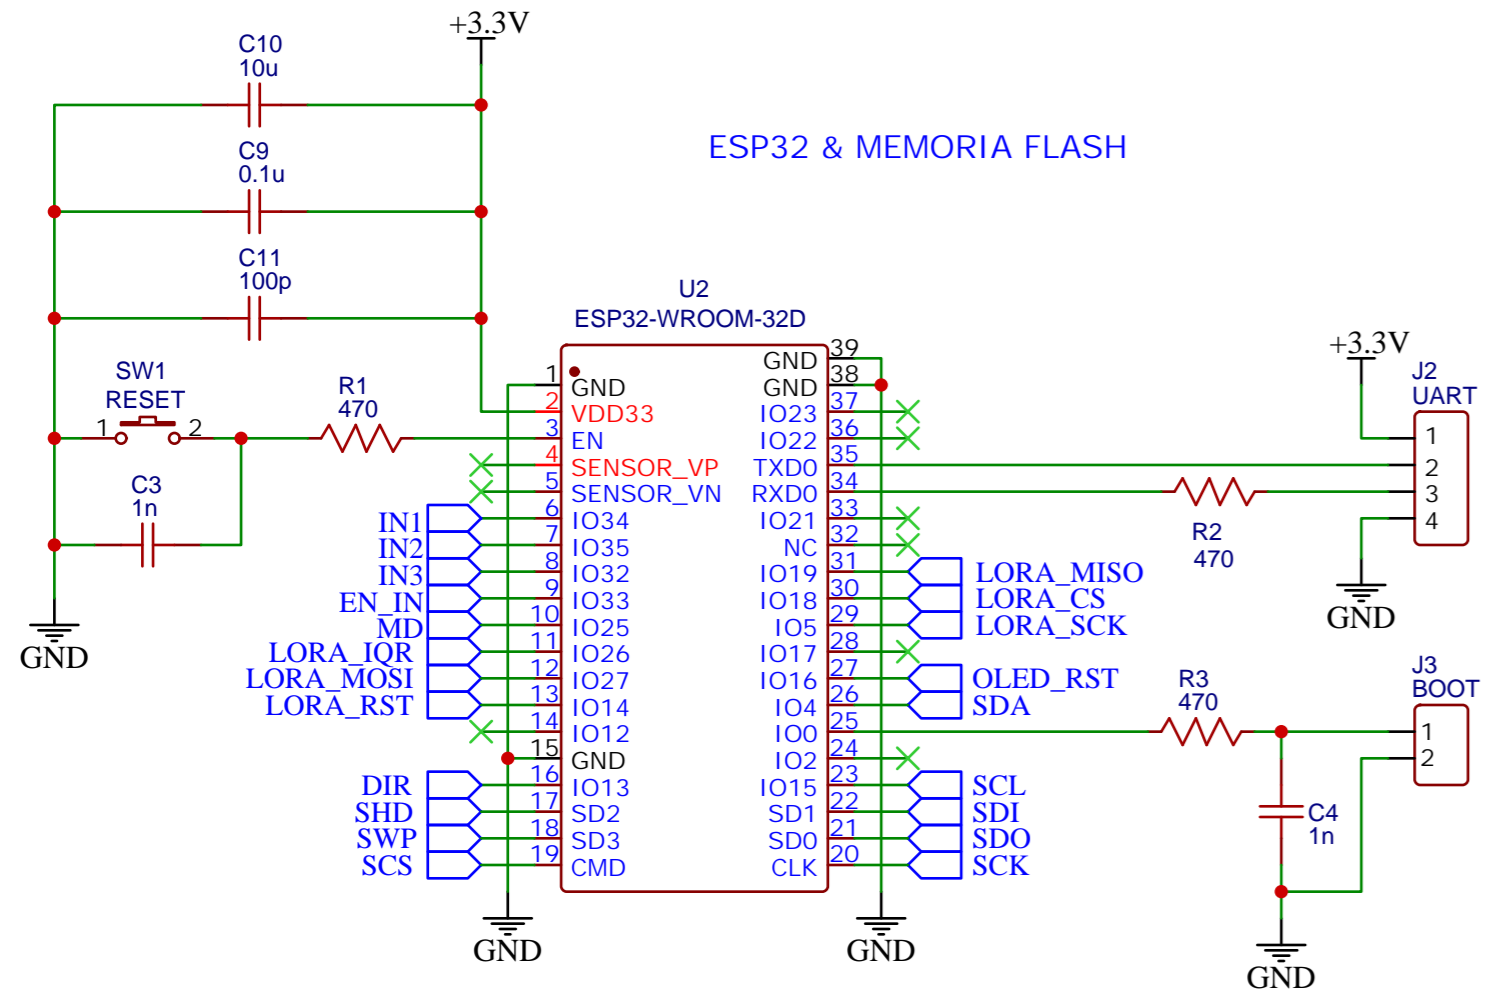 +3.3V
C10
10u
C9
0.1u
C11
100p
ESP32 & MEMORIA FLASH
SW1
RESET
1
2
R1
470
C3
1n
GND
U2
ESP32-WROOM-32D
1 GND
2 VDD33
3 EN
4 SENSOR_VP
5 SENSOR_VN
IN1 6 IO34
IN2 7 IO35
IN3 8 IO32
EN_IN 9 IO33
MD 10 IO25
LORA_IQR 11 IO26
LORA_MOSI 12 IO27
LORA_RST 13 IO14
14 IO12
15 GND
DIR 16 IO13
SHD 17 SD2
SWP 18 SD3
SCS 19 CMD
GND
GND 39
GND 38
IO23 37
IO22 36
TXD0 35
RXD0 34
IO21 33
NC 32
IO19 31 LORA_MISO
IO18 30 LORA_CS
IO5 29 LORA_SCK
IO17 28
IO16 27 OLED_RST
IO4 26 SDA
IO0 25
IO2 24
IO15 23 SCL
SD1 22 SDI
SD0 21 SDO
CLK 20 SCK
GND
+3.3V
J2
UART
1
2
3
4
R2
470
GND
R3
470
J3
BOOT
1
2
C4
1n
GND